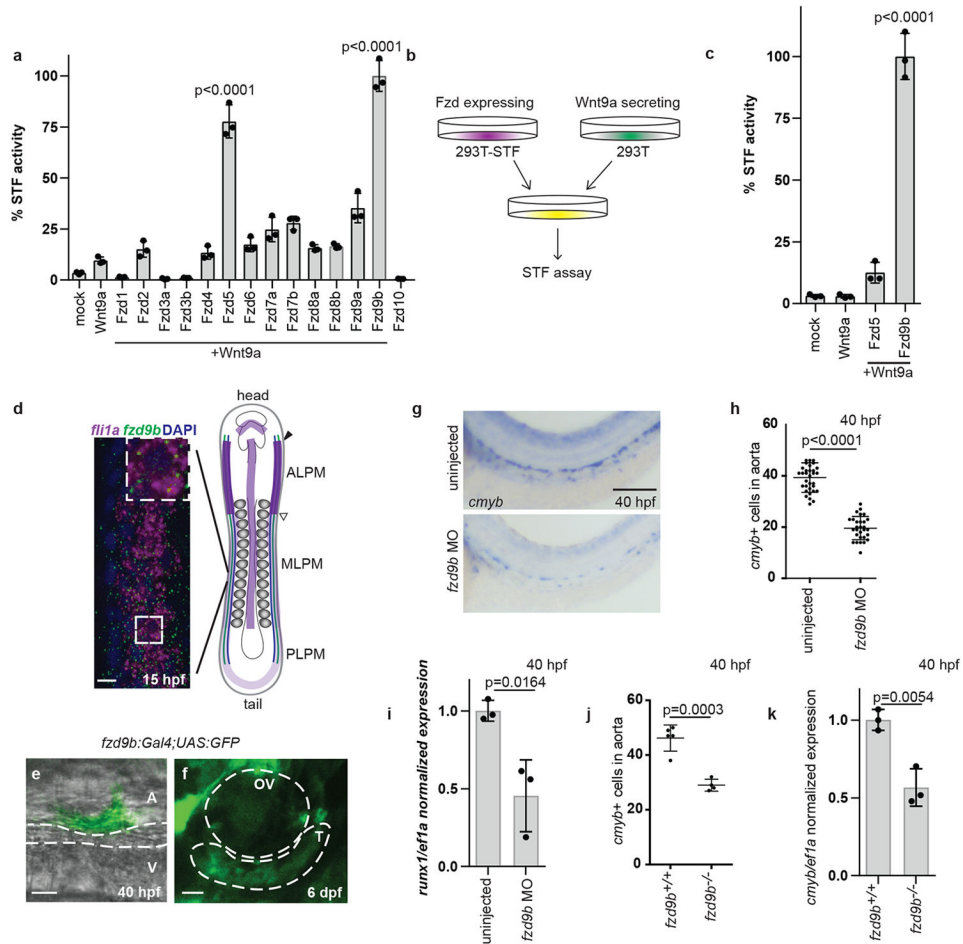 a
p<0.0001
p<0.0001
% STF activity
100
75
50
25
0
mock
Wnt9a
Fzd1
Fzd2
Fzd3a
Fzd3b
Fzd4
Fzd5
Fzd6
Fzd7a
Fzd7b
Fzd8a
Fzd8b
Fzd9a
Fzd9b
Fzd10
+Wnt9a
b
Fzd expressing
Wnt9a secreting
293T-STF
293T
STF assay
c
p<0.0001
% STF activity
100
75
50
25
0
mock
Wnt9a
Fzd5
Fzd9b
+Wnt9a
d
fli1a fzd9b DAPI
15 hpf
head
ALPM
MLPM
PLPM
tail
fzd9b:Gal4;UAS:GFP
e
A
V
40 hpf
f
OV
T
6 dpf
g
uninjected
cmyb
40 hpf
fzd9b MO
h
40 hpf
p<0.0001
cmyb+ cells in aorta
60
40
20
0
uninjected
fzd9b MO
i
40 hpf
p=0.0164
runx1/ef1a normalized expression
1.0
0.5
0.0
uninjected
fzd9b MO
j
40 hpf
p=0.0003
cmyb+ cells in aorta
60
40
20
0
fzd9b+/+
fzd9b-/-
k
40 hpf
p=0.0054
cmyb/ef1a normalized expression
1.0
0.5
0.0
fzd9b+/+
fzd9b-/-